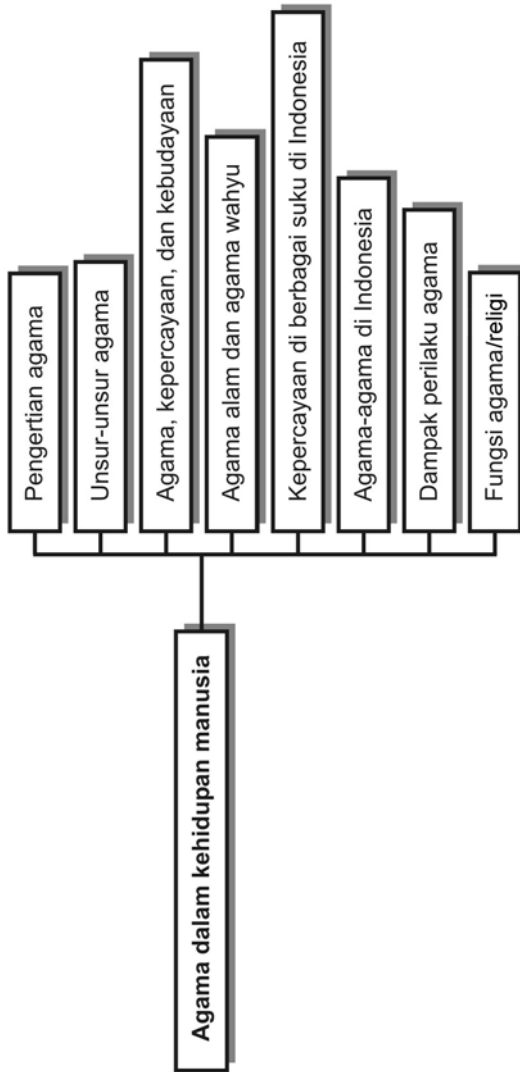 Agama dalam kehidupan manusia
Pengertian agama
Unsur-unsur agama
Agama, kepercayaan, dan kebudayaan
Agama alam dan agama wahyu
Kepercayaan di berbagai suku di Indonesia
Agama-agama di Indonesia
Dampak perilaku agama
Fungsi agama/religi